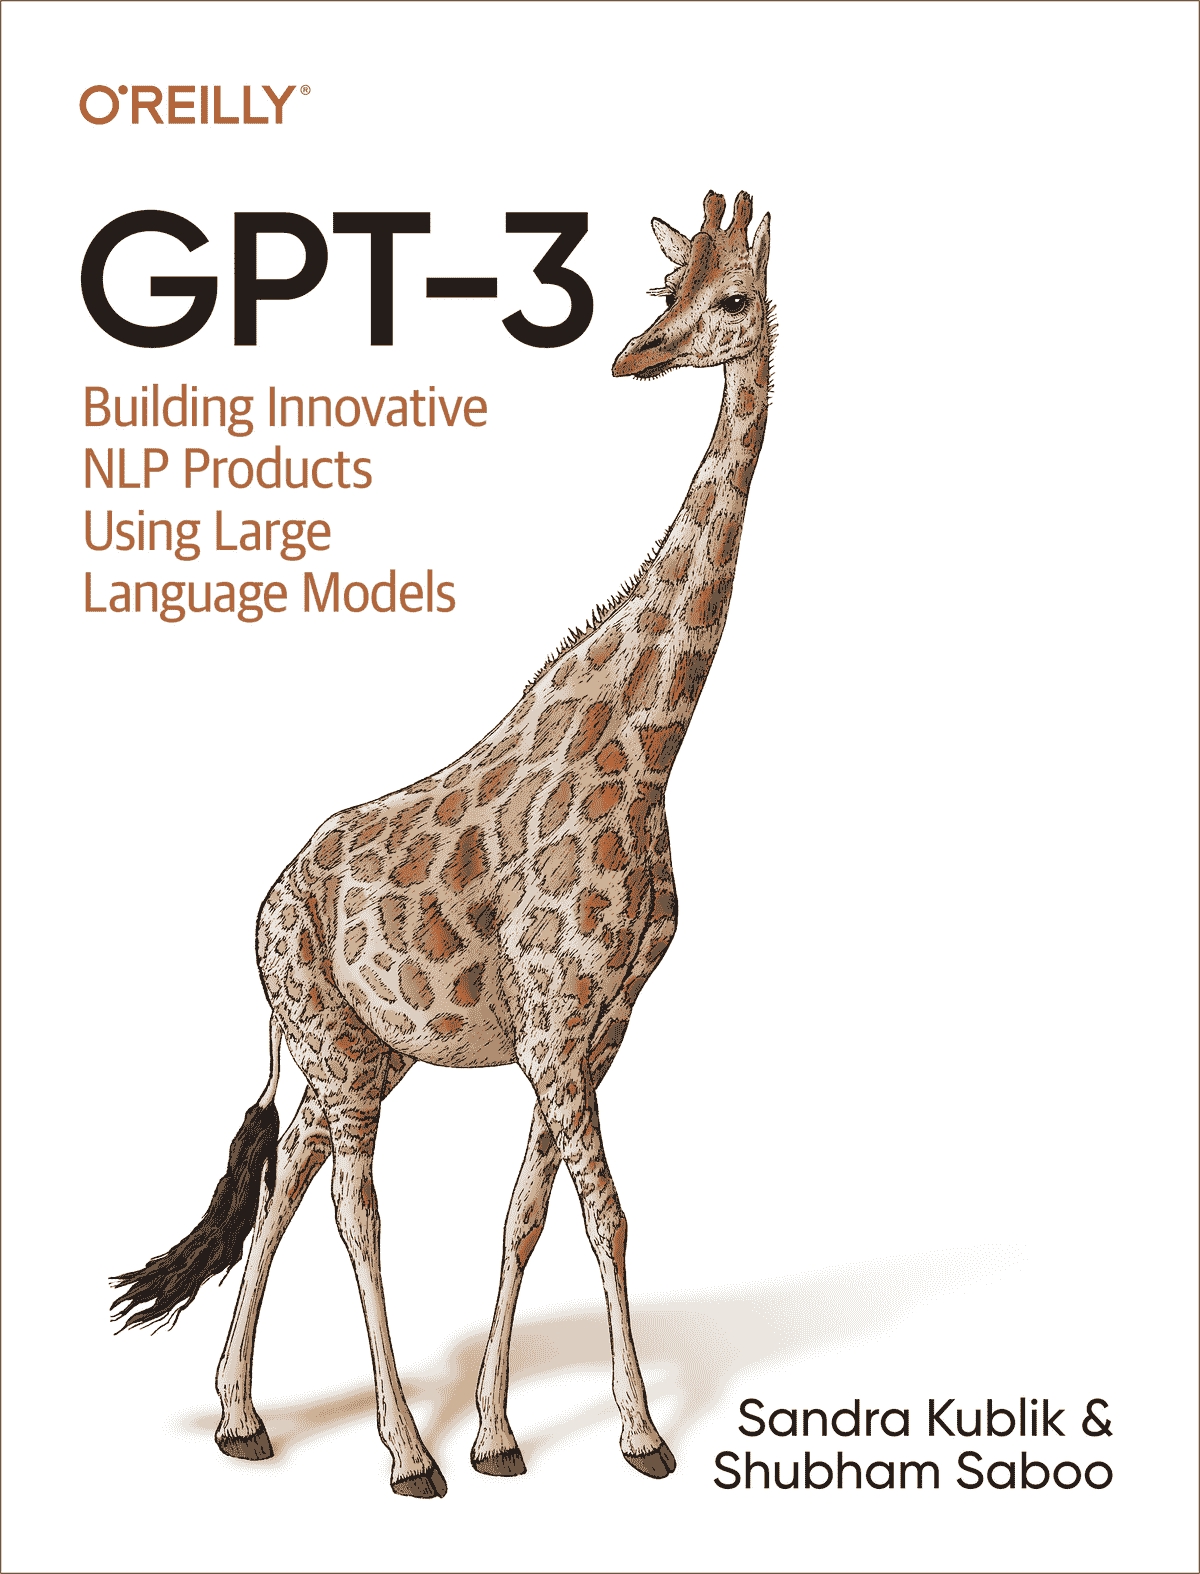 O'REILLY®
GPT-3
Building Innovative
NLP Products
Using Large
Language Models
Sandra Kublik &
Shubham Saboo